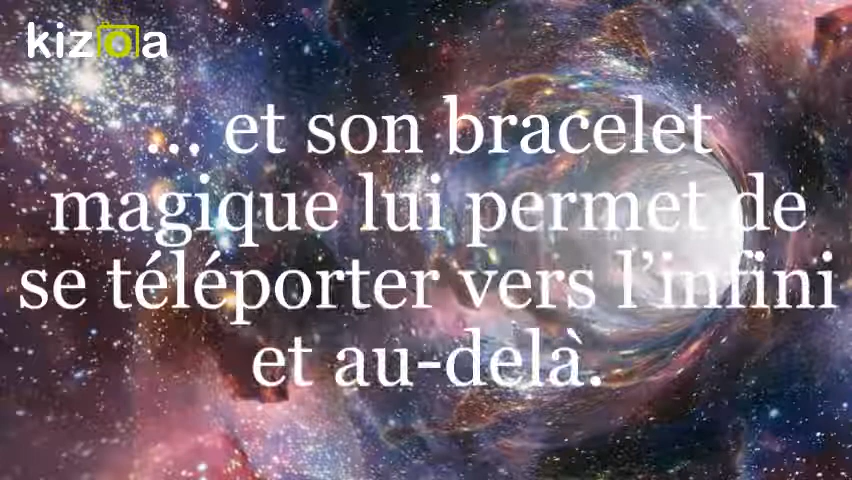 kizoa
... et son bracelet
magique lui permet de
se téléporter vers l'infini
et au-delà.